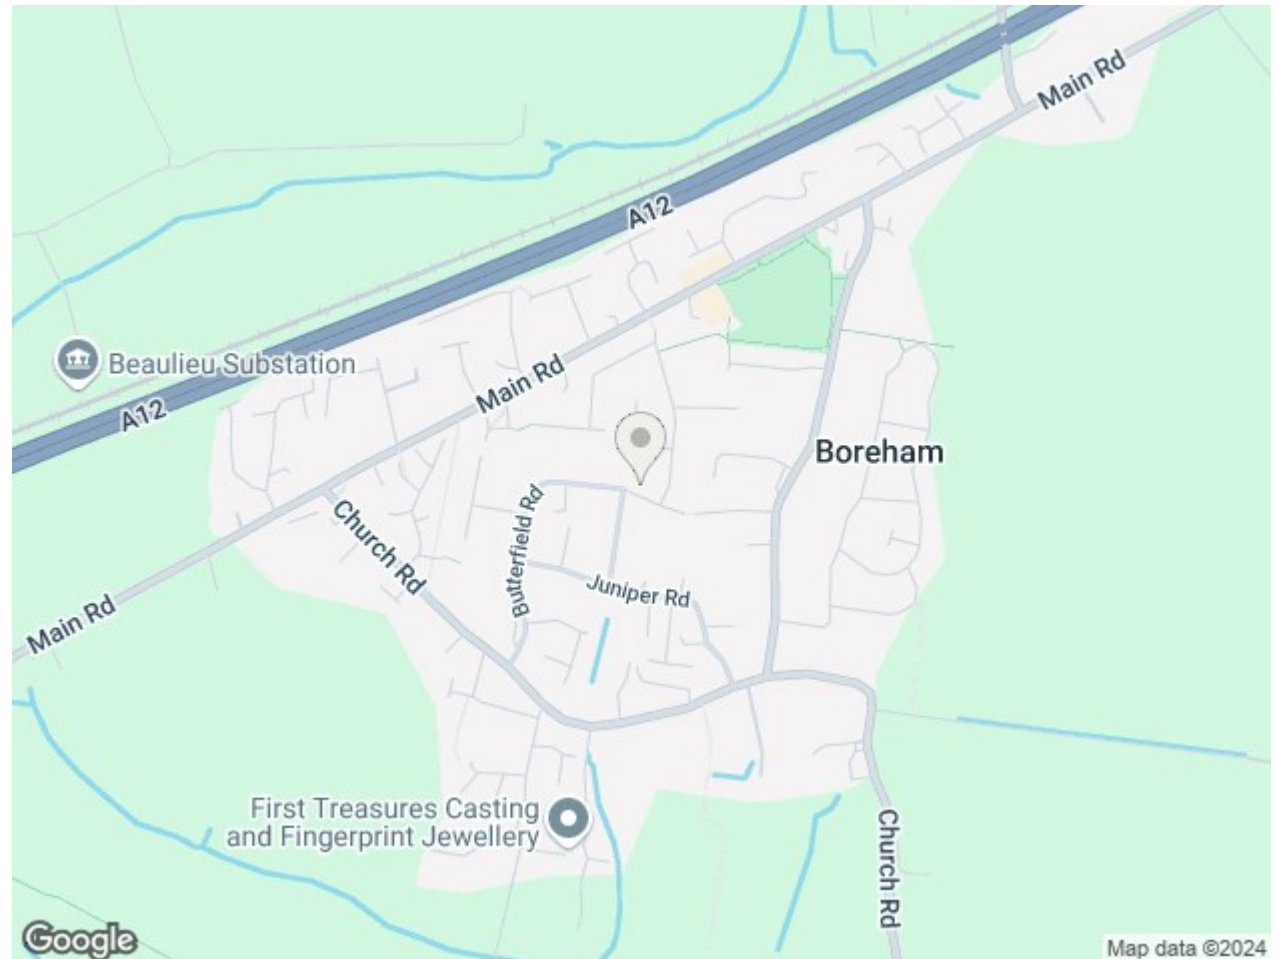 Main Rd
A12
Beaulieu Substation
A12
Main Rd
Boreham
Church Rd
Butterfield Rd
Juniper Rd
Main Rd
First Treasures Casting
and Fingerprint Jewellery
Church Rd
Google
Map data ©2024